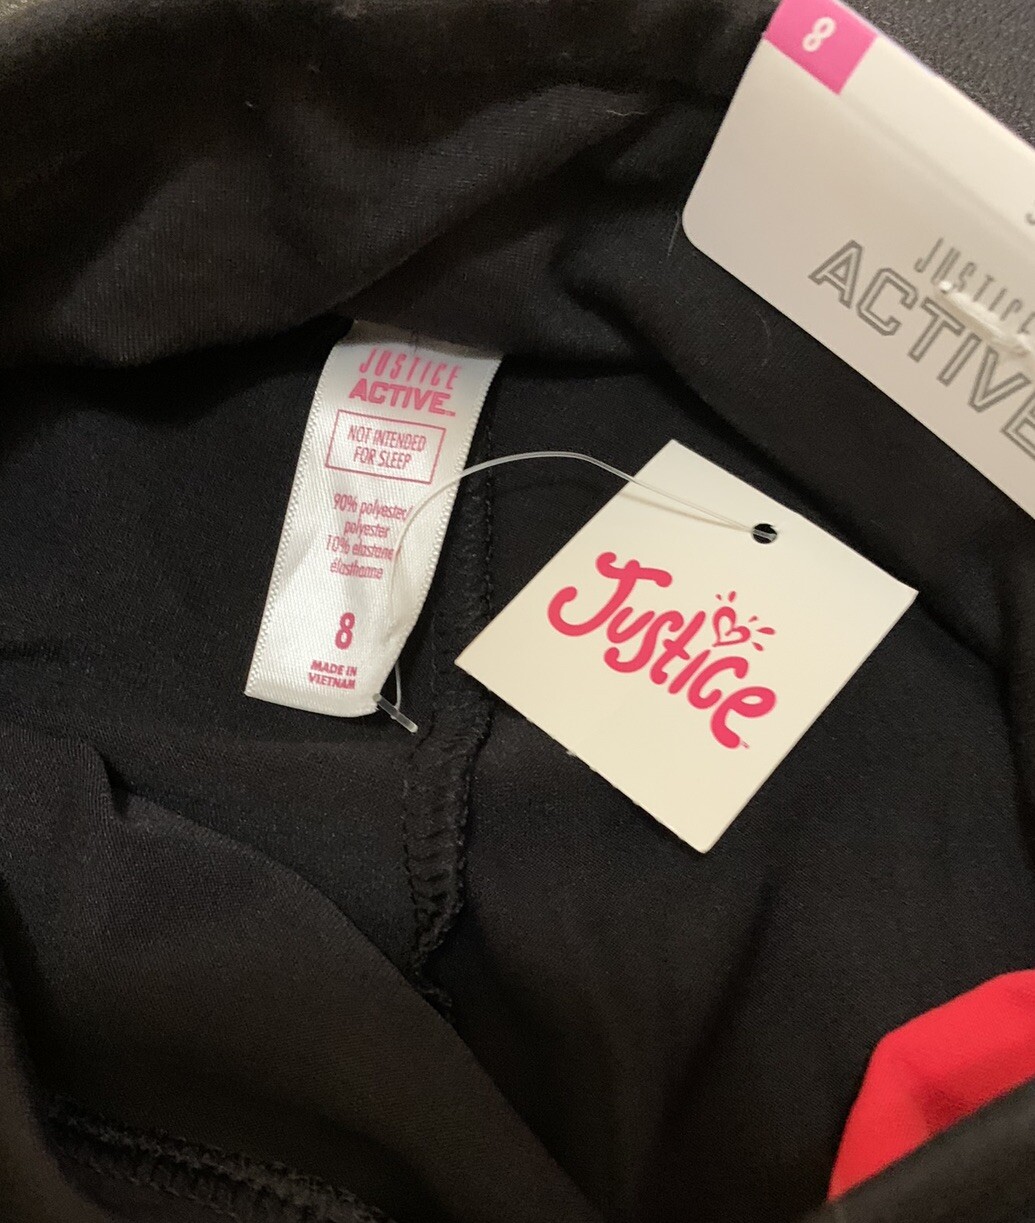 8
JUSTICE
ACTIVE
JUSTICE
ACTIVE™
NOT INTENDED
FOR SLEEP
90% polyester/
polyester
10% elastane/
élasthanne
8
MADE IN
VIETNAM
Justice